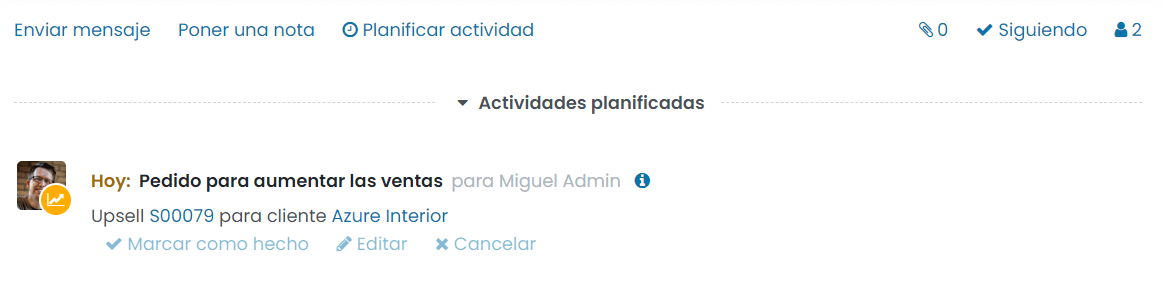 Enviar mensaje Poner una nota Planificar actividad 0 Siguiendo 2
Actividades planificadas
Hoy: Pedido para aumentar las ventas para Miguel Admin
Upsell S00079 para cliente Azure Interior
Marcar como hecho Editar Cancelar